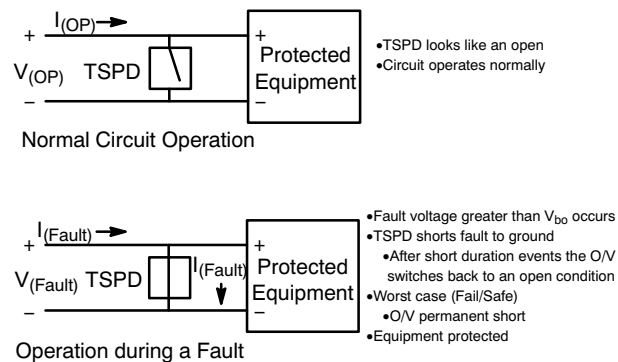 I(OP)
+
+
V(OP)
TSPD
Protected
Equipment
−
−
•TSPD looks like an open
•Circuit operates normally
Normal Circuit Operation
I(Fault)
+
+
V(Fault)
TSPD
I(Fault)
Protected
Equipment
−
−
•Fault voltage greater than Vbo occurs
•TSPD shorts fault to ground
•After short duration events the O/V
switches back to an open condition
•Worst case (Fail/Safe)
•O/V permanent short
•Equipment protected
Operation during a Fault